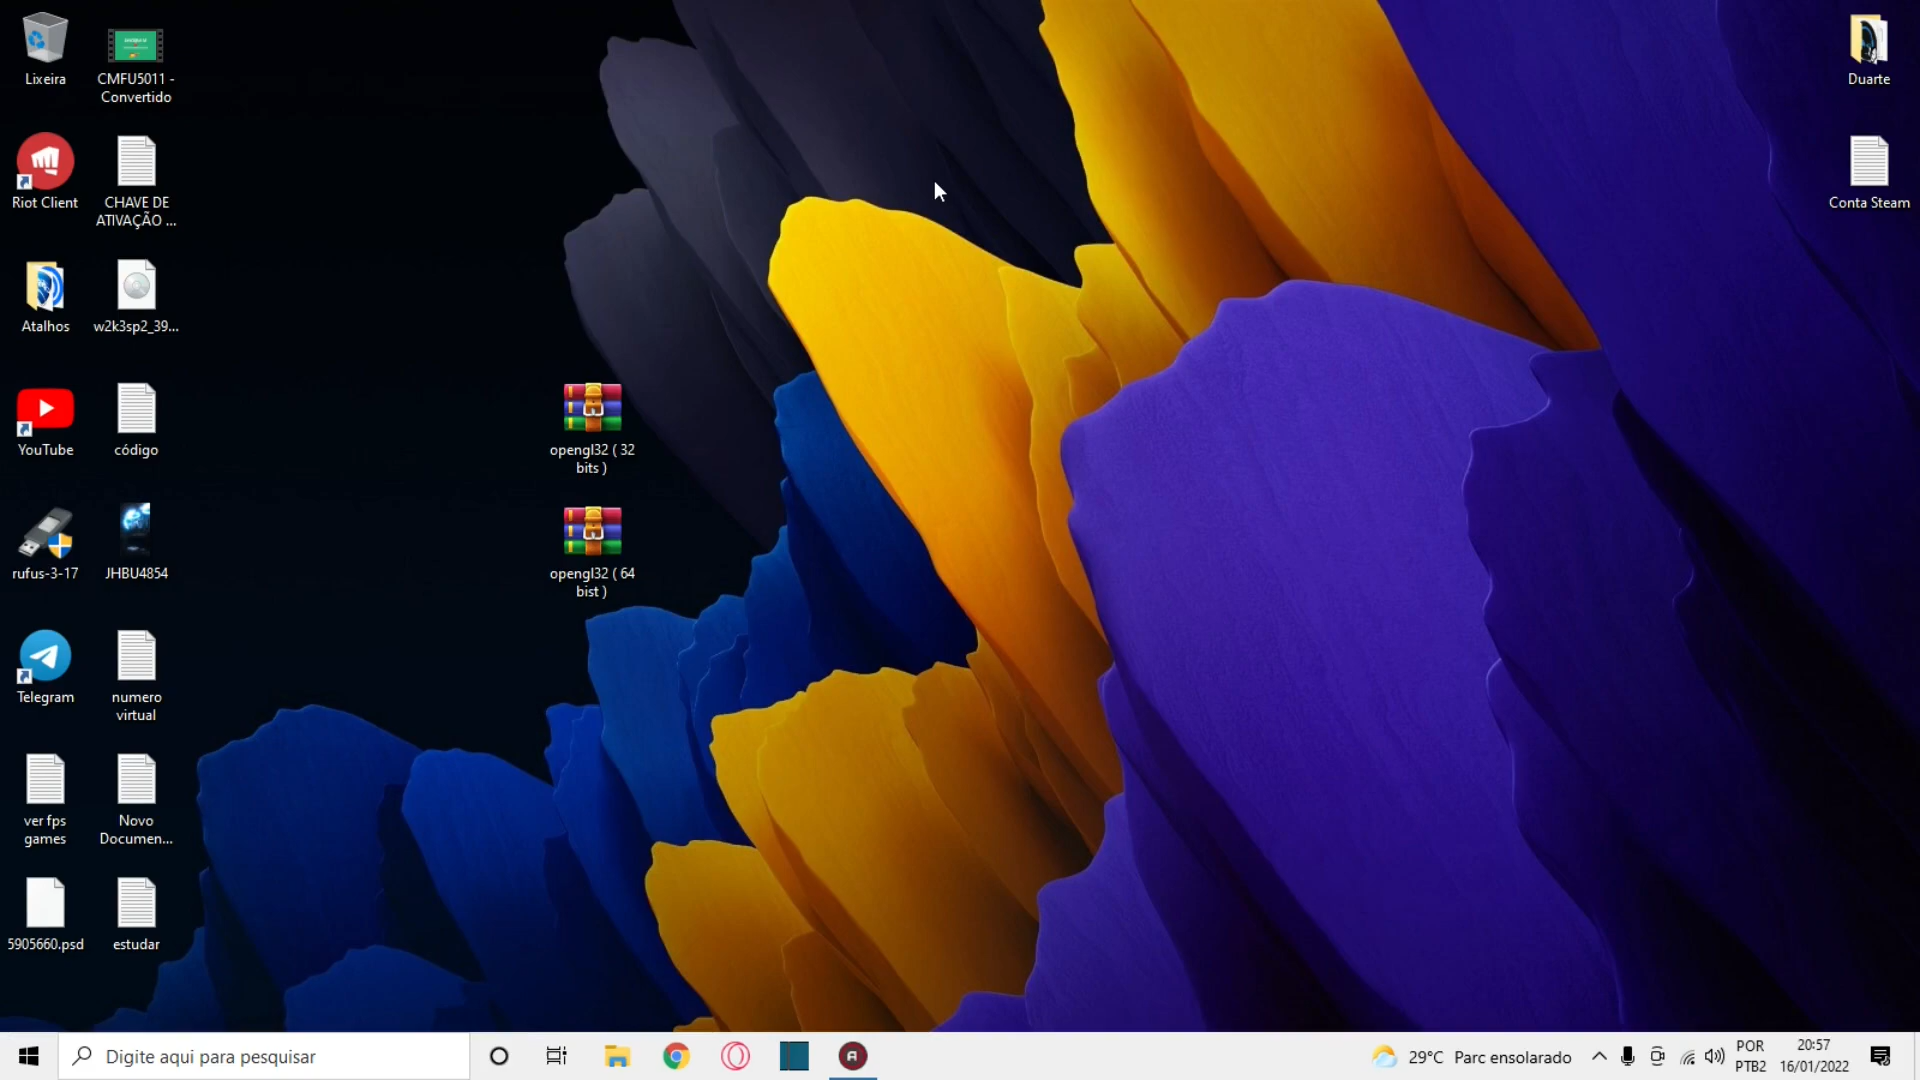 Lixeira
CMFU5011 -
Convertido
Duarte
Riot Client
CHAVE DE
ATIVAÇÃO ...
Conta Steam
Atalhos
w2k3sp2_39...
YouTube
código
opengl32 ( 32
bits )
rufus-3-17
JHBU4854
opengl32 ( 64
bist )
Telegram
numero
virtual
ver fps
games
Novo
Documen...
5905660.psd
estudar
Digite aqui para pesquisar
29°C Parc ensolarado
POR
PTB2
20:57
16/01/2022